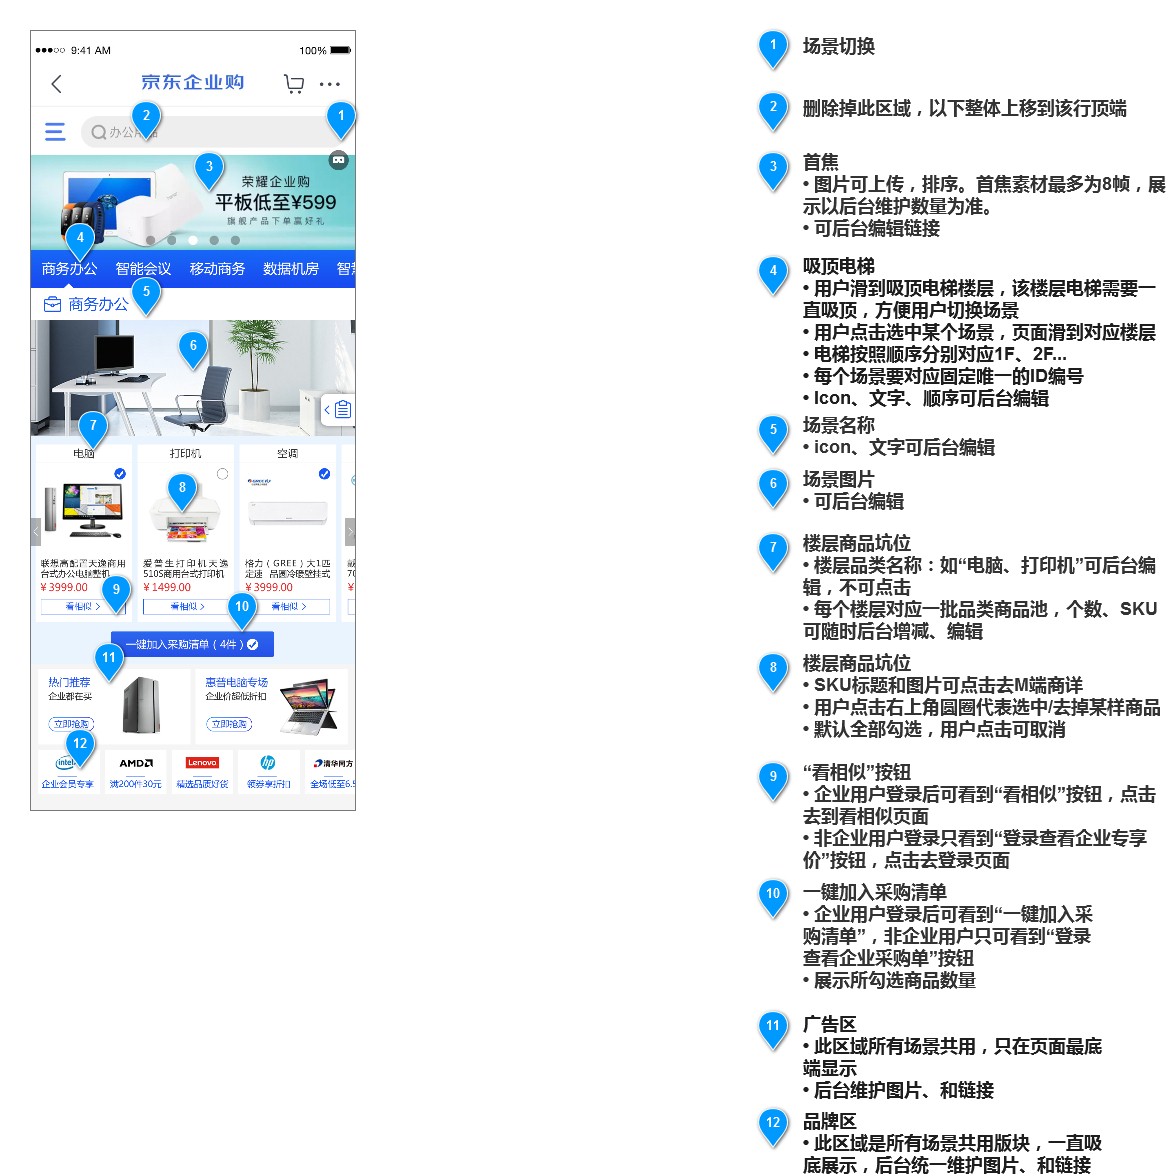 9:41 AM
100%
京东企业购
办公用品
荣耀企业购
平板低至¥599
旗舰产品下单赢好礼
商务办公 智能会议 移动商务 数据机房 智
商务办公
电脑
打印机
空调
联想高配置天逸商用
台式办公电脑整机
¥3999.00
看相似 >
爱普生打印机天逸
510S商用台式打印机
¥1499.00
看相似 >
格力（GREE）大1匹
定速 品圆冷暖壁挂式
¥3999.00
看相似 >
一键加入采购清单（4件）
热门推荐
企业都在买
立即抢购
惠普电脑专场
企业价超低折扣
立即抢购
intel
企业会员专享
AMD
满200件30元
Lenovo
精选品质好货
hp
领券享折扣
清华同方
全场低至6.5
1
2
3
4
5
6
7
8
9
10
11
12
1 场景切换
2 删除掉此区域，以下整体上移到该行顶端
3 首焦
• 图片可上传，排序。首焦素材最多为8帧，展
示以后台维护数量为准。
• 可后台编辑链接
4 吸顶电梯
• 用户滑到吸顶电梯楼层，该楼层电梯需要一
直吸顶，方便用户切换场景
• 用户点击选中某个场景，页面滑到对应楼层
• 电梯按照顺序分别对应1F、2F...
• 每个场景要对应固定唯一的ID编号
• Icon、文字、顺序可后台编辑
5 场景名称
• icon、文字可后台编辑
6 场景图片
• 可后台编辑
7 楼层商品坑位
• 楼层品类名称：如“电脑、打印机”可后台编
辑，不可点击
• 每个楼层对应一批品类商品池，个数、SKU
可随时后台增减、编辑
8 楼层商品坑位
• SKU标题和图片可点击去M端商详
• 用户点击右上角圆圈代表选中/去掉某样商品
• 默认全部勾选，用户点击可取消
9 “看相似”按钮
• 企业用户登录后可看到“看相似”按钮，点击
去到看相似页面
• 非企业用户登录只看到“登录查看企业专享
价”按钮，点击去登录页面
10 一键加入采购清单
• 企业用户登录后可看到“一键加入采
购清单”，非企业用户只可看到“登录
查看企业采购单”按钮
• 展示所勾选商品数量
11 广告区
• 此区域所有场景共用，只在页面最底
端显示
• 后台维护图片、和链接
12 品牌区
• 此区域是所有场景共用版块，一直吸
底展示，后台统一维护图片、和链接